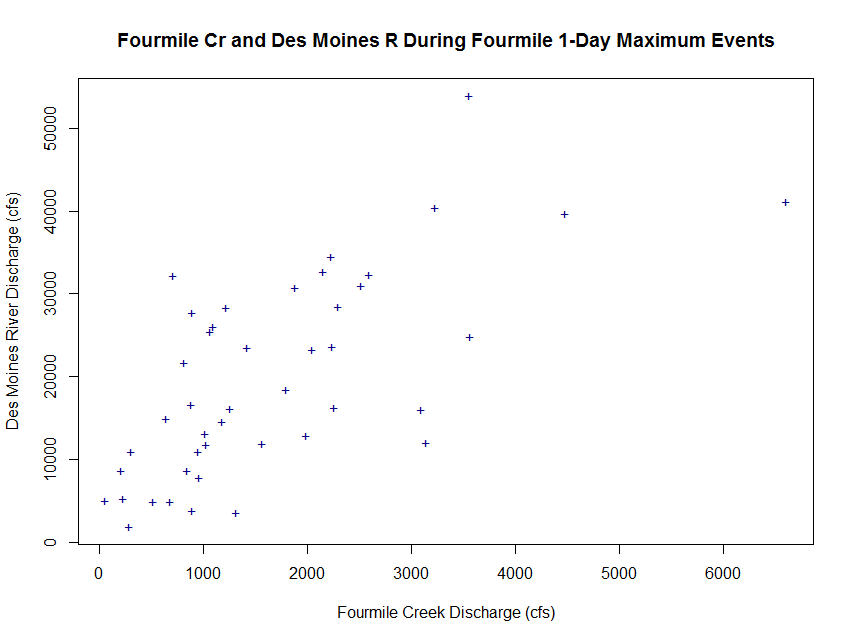 Fourmile Cr and Des Moines R During Fourmile 1-Day Maximum Events
Des Moines River Discharge (cfs)
50000
40000
30000
20000
10000
0
0 1000 2000 3000 4000 5000 6000
Fourmile Creek Discharge (cfs)